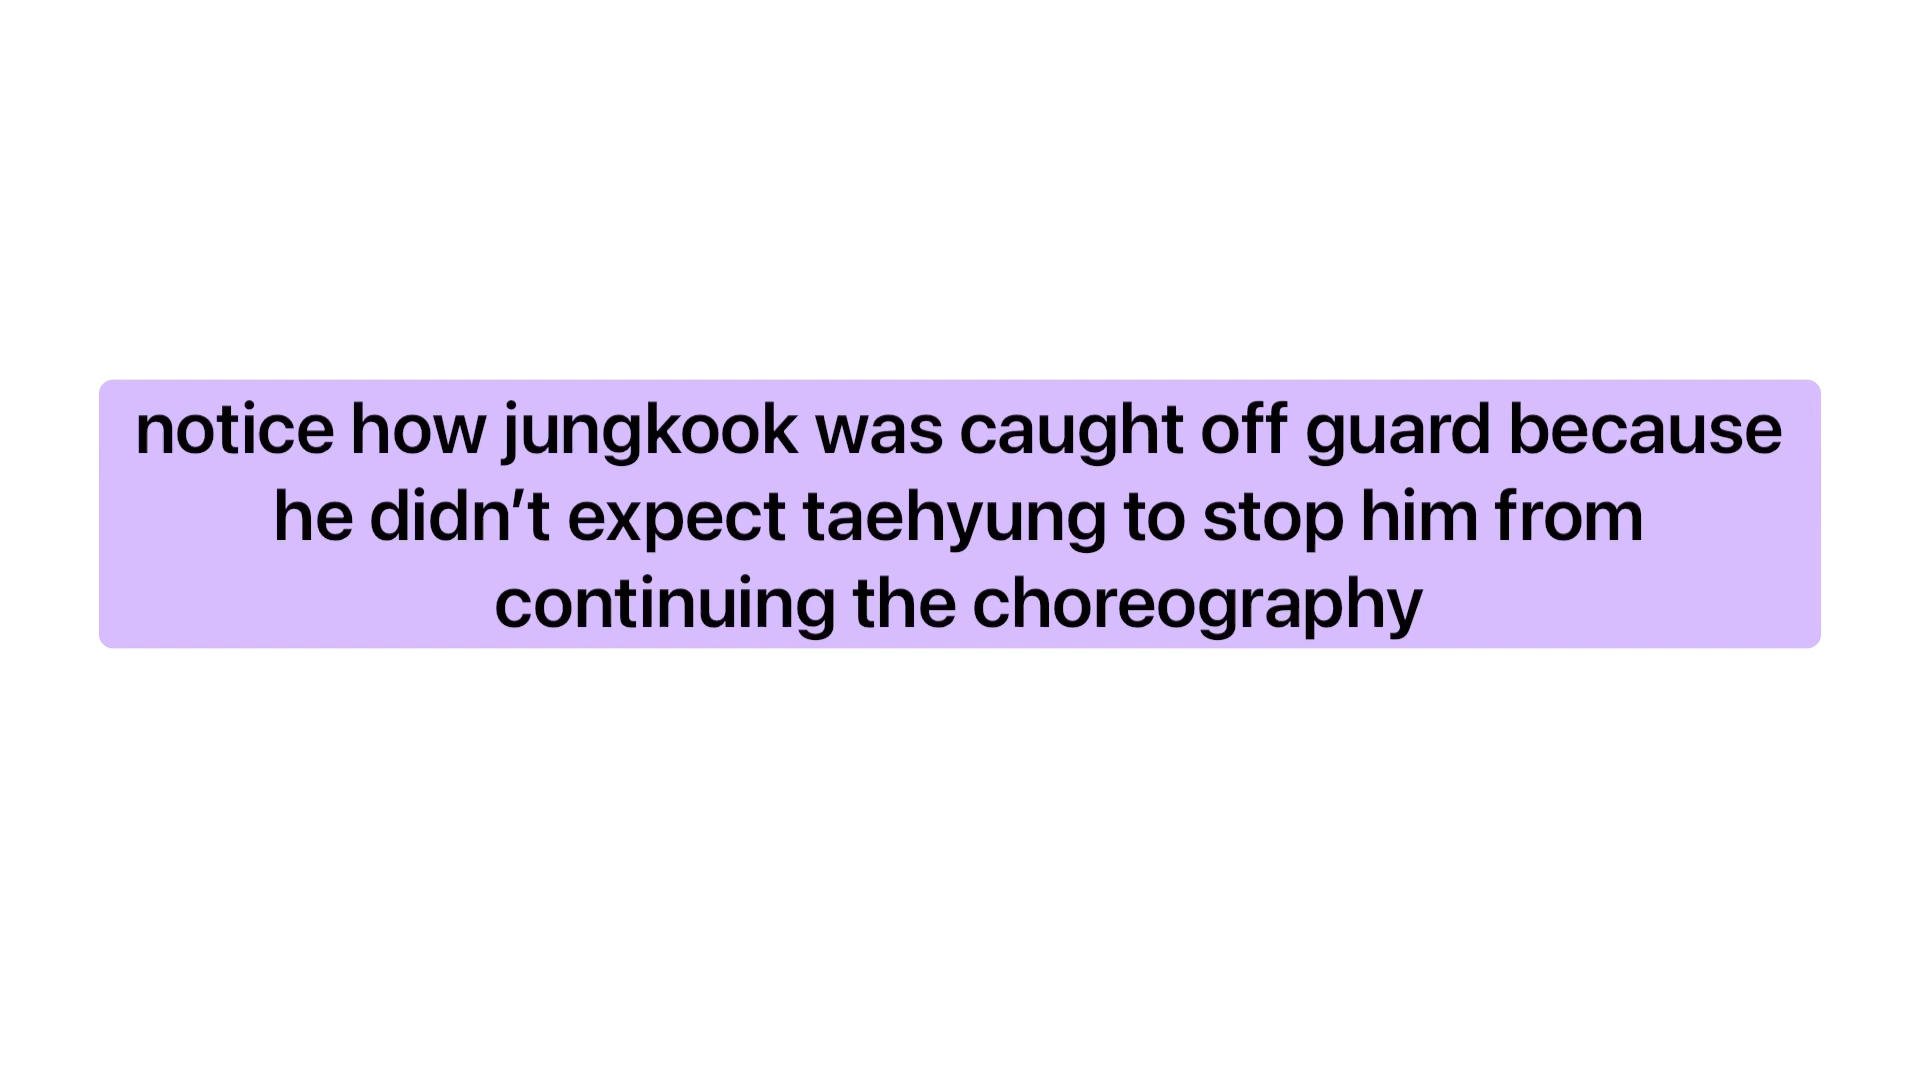 notice how jungkook was caught off guard because
he didn’t expect taehyung to stop him from
continuing the choreography